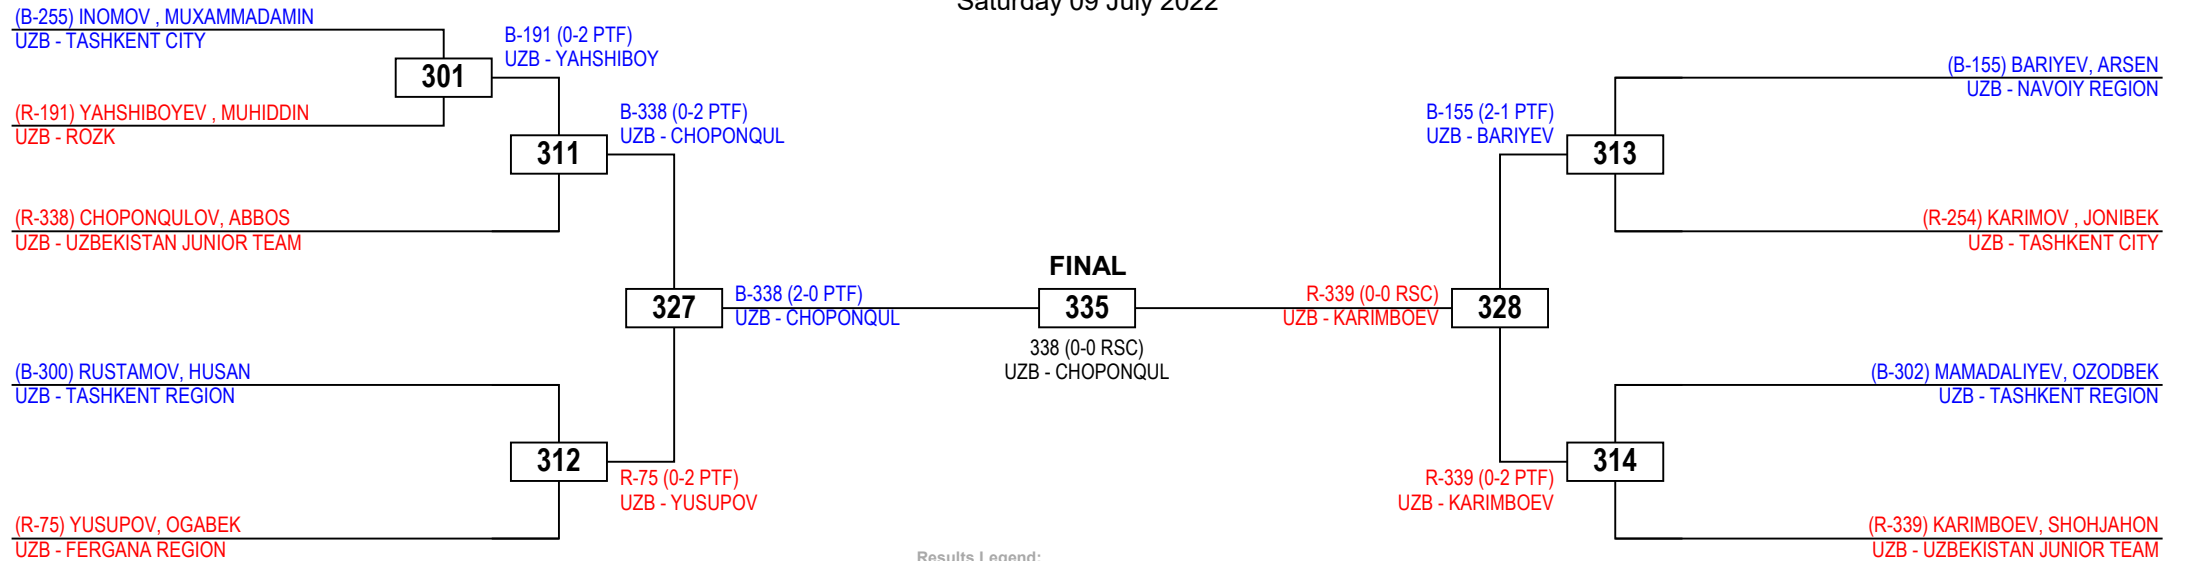 Saturday 09 July 2022
(B-255) INOMOV , MUXAMMADAMIN
UZB - TASHKENT CITY
301
(R-191) YAHSHIBOYEV , MUHIDDIN
UZB - ROZK
B-191 (0-2 PTF)
UZB - YAHSHIBOY
311
(R-338) CHOPONQULOV, ABBOS
UZB - UZBEKISTAN JUNIOR TEAM
B-338 (0-2 PTF)
UZB - CHOPONQUL
327
(B-300) RUSTAMOV, HUSAN
UZB - TASHKENT REGION
312
(R-75) YUSUPOV, OGABEK
UZB - FERGANA REGION
R-75 (0-2 PTF)
UZB - YUSUPOV
B-338 (2-0 PTF)
UZB - CHOPONQUL
FINAL
335
338 (0-0 RSC)
UZB - CHOPONQUL
R-339 (0-0 RSC)
UZB - KARIMBOEV
328
B-155 (2-1 PTF)
UZB - BARIYEV
313
(B-155) BARIYEV, ARSEN
UZB - NAVOIY REGION
(R-254) KARIMOV , JONIBEK
UZB - TASHKENT CITY
R-339 (0-2 PTF)
UZB - KARIMBOEV
314
(B-302) MAMADALIYEV, OZODBEK
UZB - TASHKENT REGION
(R-339) KARIMBOEV, SHOHJAHON
UZB - UZBEKISTAN JUNIOR TEAM
Results Legend: